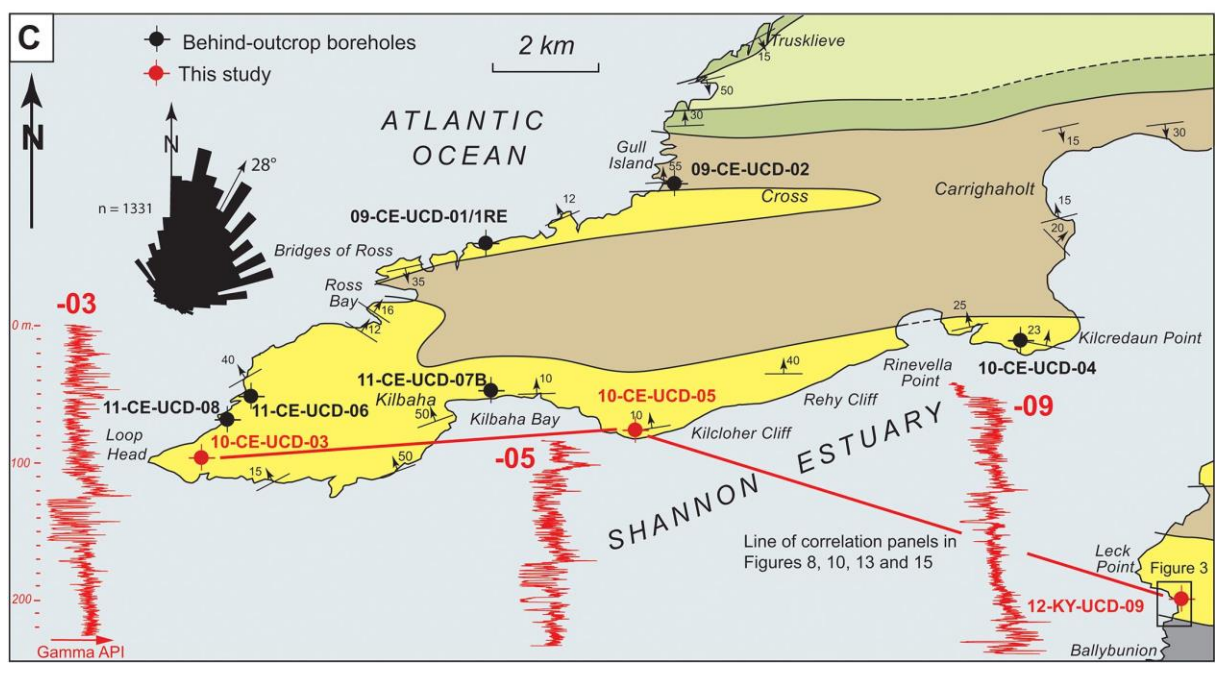 C
Behind-outcrop boreholes
This study
2 km
N
N
28°
n = 1331
ATLANTIC
OCEAN
Trusklieve
15
50
30
Gull
Island
55
09-CE-UCD-02
Cross
Carrighaholt
15
30
15
20
12
09-CE-UCD-01/1RE
Bridges of Ross
35
Ross
Bay
16
12
-03
0 m.
100
200
Gamma API
40
11-CE-UCD-08
11-CE-UCD-06
11-CE-UCD-07B
Kilbaha
50
10
Kilbaha Bay
10-CE-UCD-05
10
Kilcloher Cliff
40
Rehy Cliff
25
23
Rinevella
Point
Kilcredaun Point
10-CE-UCD-04
Loop
Head
10-CE-UCD-03
15
50
-05
-09
SHANNON ESTUARY
Line of correlation panels in
Figures 8, 10, 13 and 15
Leck
Point
Figure 3
12-KY-UCD-09
Ballybunion